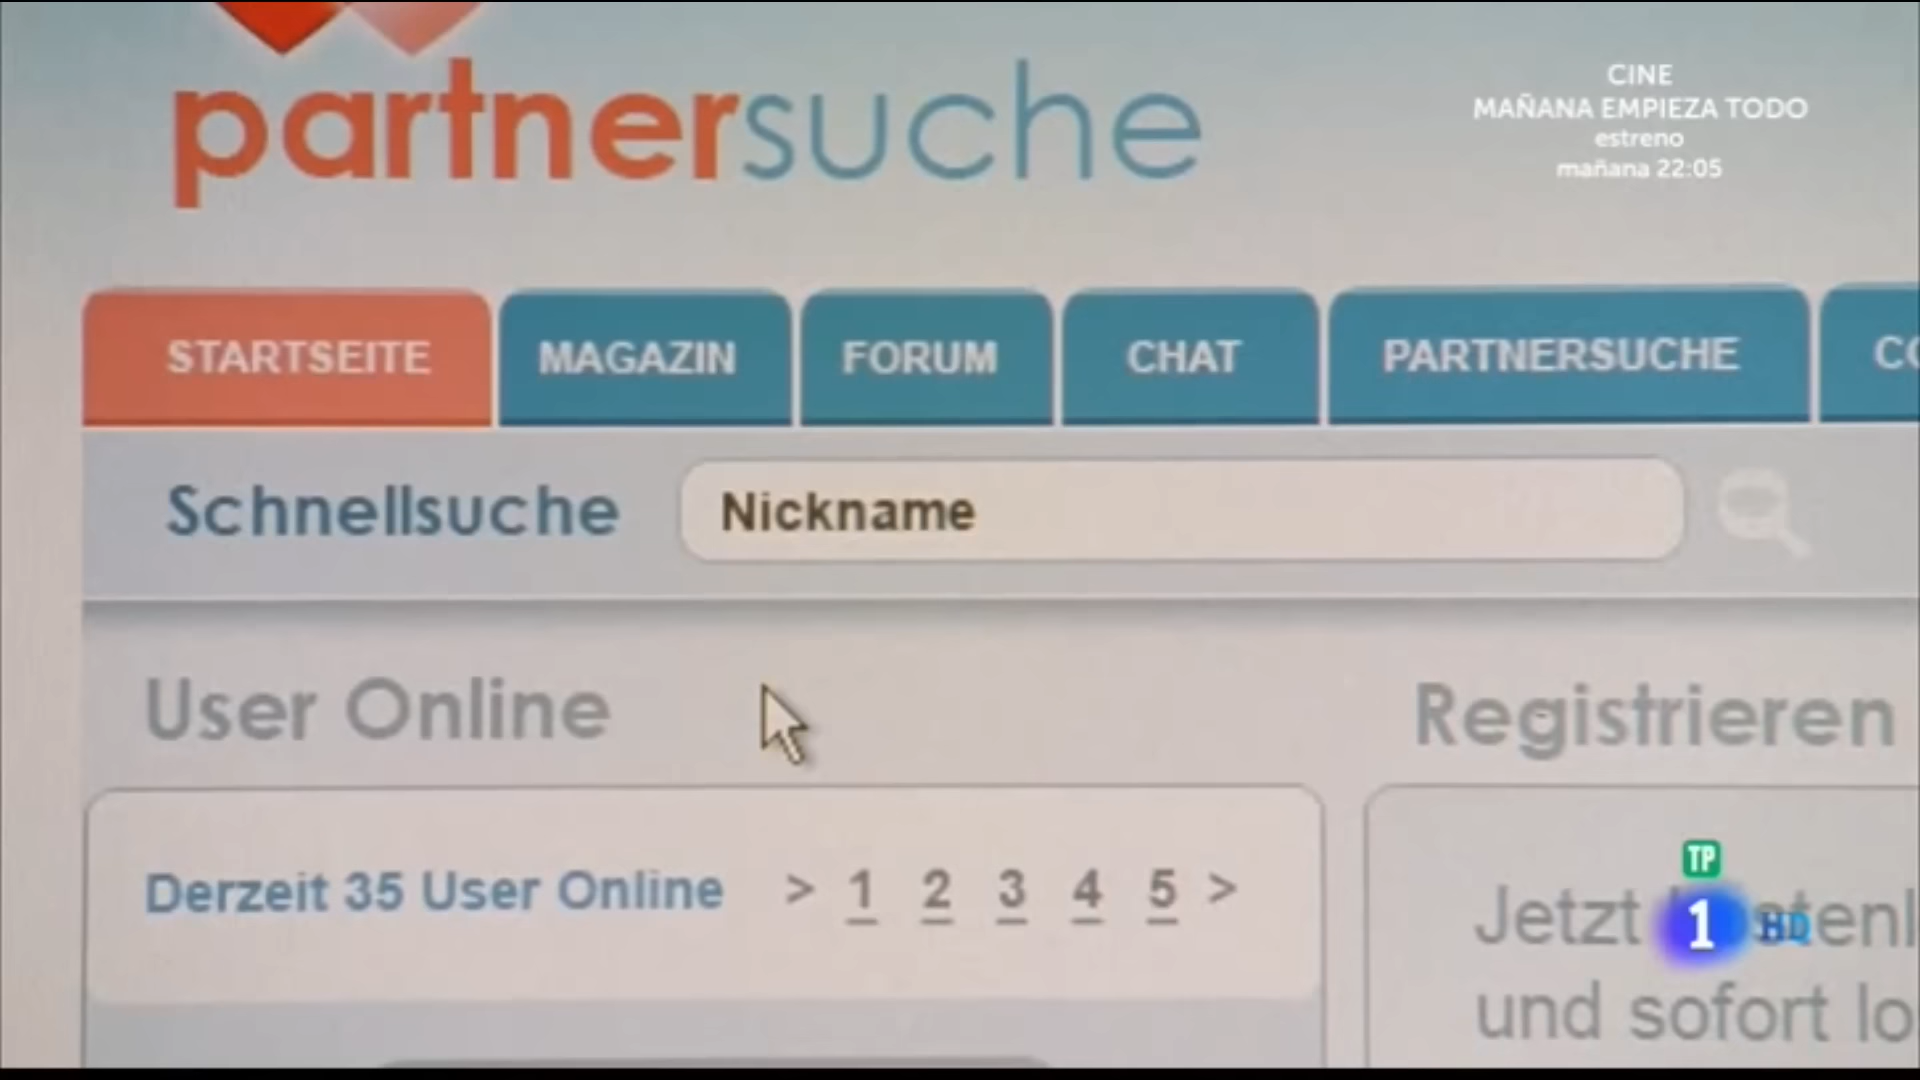 partnersuche
CINE
MAÑANA EMPIEZA TODO
estreno
mañana 22:05
STARTSEITE
MAGAZIN
FORUM
CHAT
PARTNERSUCHE
Schnellsuche
Nickname
User Online
Registrieren
Derzeit 35 User Online > 1 2 3 4 5 >
TP
1 HD
Jetzt
und sofort